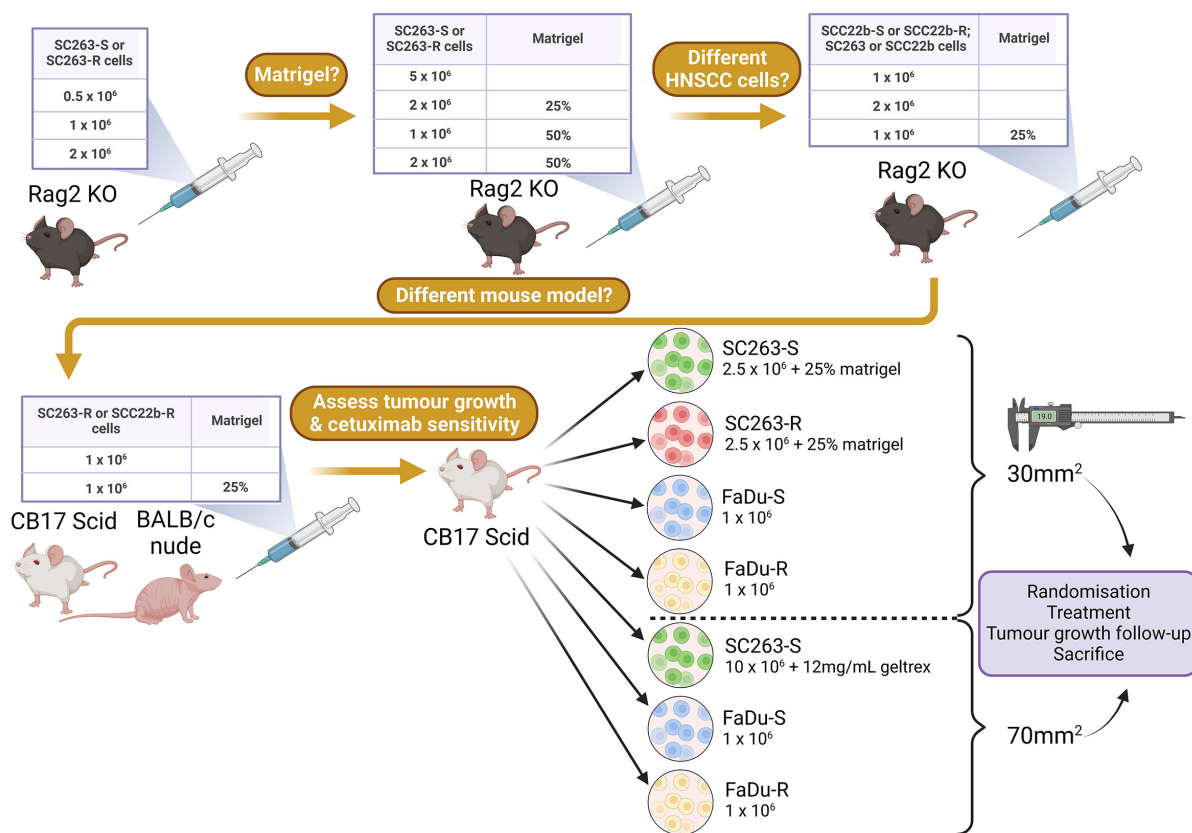 SC263-S or
SC263-R cells
0.5 x 10⁶
1 x 10⁶
2 x 10⁶
Rag2 KO
Matrigel?
SC263-S or
SC263-R cells
Matrigel
5 x 10⁶
2 x 10⁶ 25%
1 x 10⁶ 50%
2 x 10⁶ 50%
Rag2 KO
Different
HNSCC cells?
SCC22b-S or SCC22b-R;
SC263 or SCC22b cells
Matrigel
1 x 10⁶
2 x 10⁶
1 x 10⁶ 25%
Rag2 KO
Different mouse model?
SC263-R or SCC22b-R
cells
Matrigel
1 x 10⁶
1 x 10⁶ 25%
CB17 Scid
BALB/c
nude
Assess tumour growth
& cetuximab sensitivity
CB17 Scid
SC263-S
2.5 x 10⁶ + 25% matrigel
SC263-R
2.5 x 10⁶ + 25% matrigel
FaDu-S
1 x 10⁶
FaDu-R
1 x 10⁶
SC263-S
10 x 10⁶ + 12mg/mL geltrex
FaDu-S
1 x 10⁶
FaDu-R
1 x 10⁶
19.0
30mm²
Randomisation
Treatment
Tumour growth follow-up
Sacrifice
70mm²